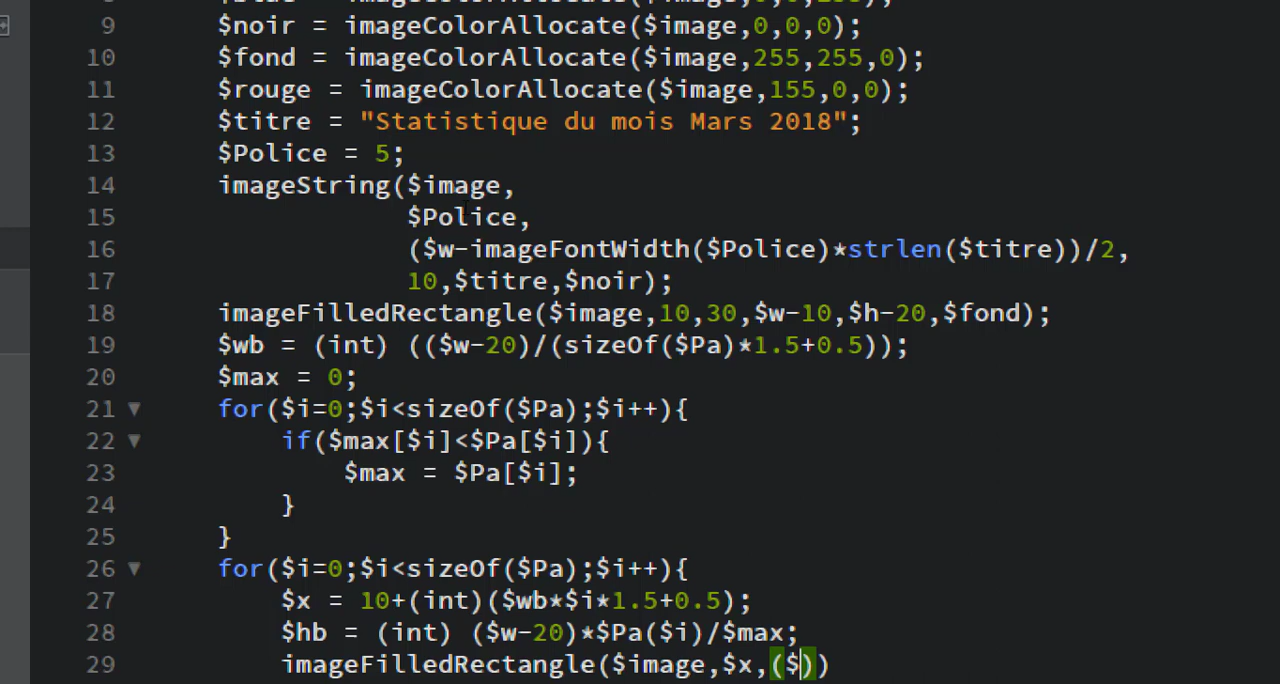 9 $noir = imageColorAllocate($image,0,0,0);
10 $fond = imageColorAllocate($image,255,255,0);
11 $rouge = imageColorAllocate($image,155,0,0);
12 $titre = "Statistique du mois Mars 2018";
13 $Police = 5;
14 imageString($image,
15 $Police,
16 ($w-imageFontWidth($Police)*strlen($titre))/2,
17 10,$titre,$noir);
18 imageFilledRectangle($image,10,30,$w-10,$h-20,$fond);
19 $wb = (int) (($w-20)/(sizeOf($Pa)*1.5+0.5));
20 $max = 0;
21 for($i=0;$i<sizeOf($Pa);$i++){
22 if($max[$i]<$Pa[$i]){
23 $max = $Pa[$i];
24 }
25 }
26 for($i=0;$i<sizeOf($Pa);$i++){
27 $x = 10+(int)($wb*$i*1.5+0.5);
28 $hb = (int) ($w-20)*$Pa($i)/$max;
29 imageFilledRectangle($image,$x,($))